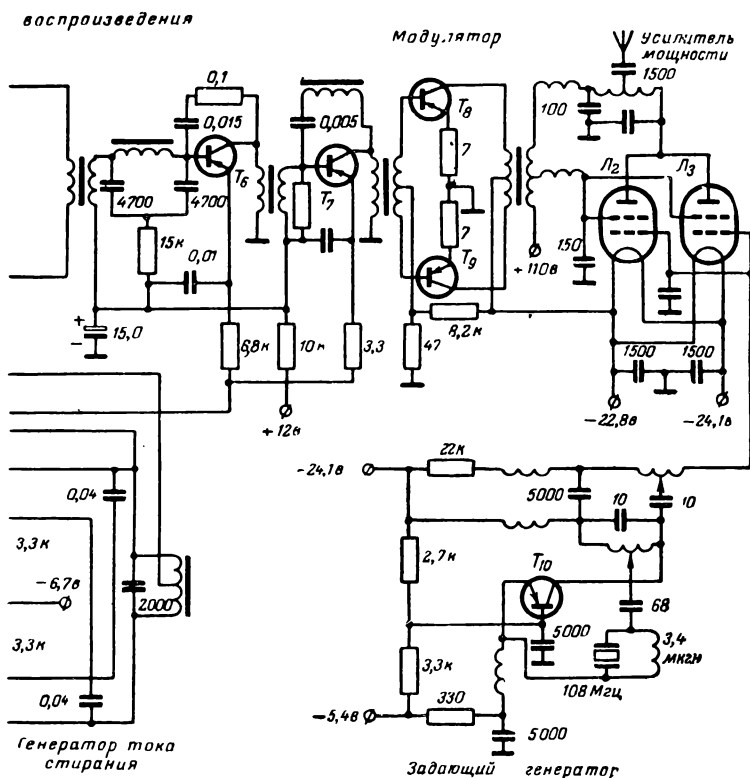 воспроизведения
Модулятор
Усилитель
мощности
0,1
0,015
0,005
T₈
1500
100
T₆
T₇
7
Л₂
Л₃
4700
4700
7
15к
0,01
T₉
150
+110в
+
–
15,0
6,8к
10к
3,3
47
8,2к
1500
1500
+12в
–22,8в
–24,1в
–24,1в
22к
0,04
5000
10
10
3,3к
2,7к
T₁₀
–6,7в
2000
68
5000
3,3к
3,3к
3,4
мкгн
108 Мгц
0,04
330
–5,4в
5000
Генератор тока
стирания
Задающий генератор